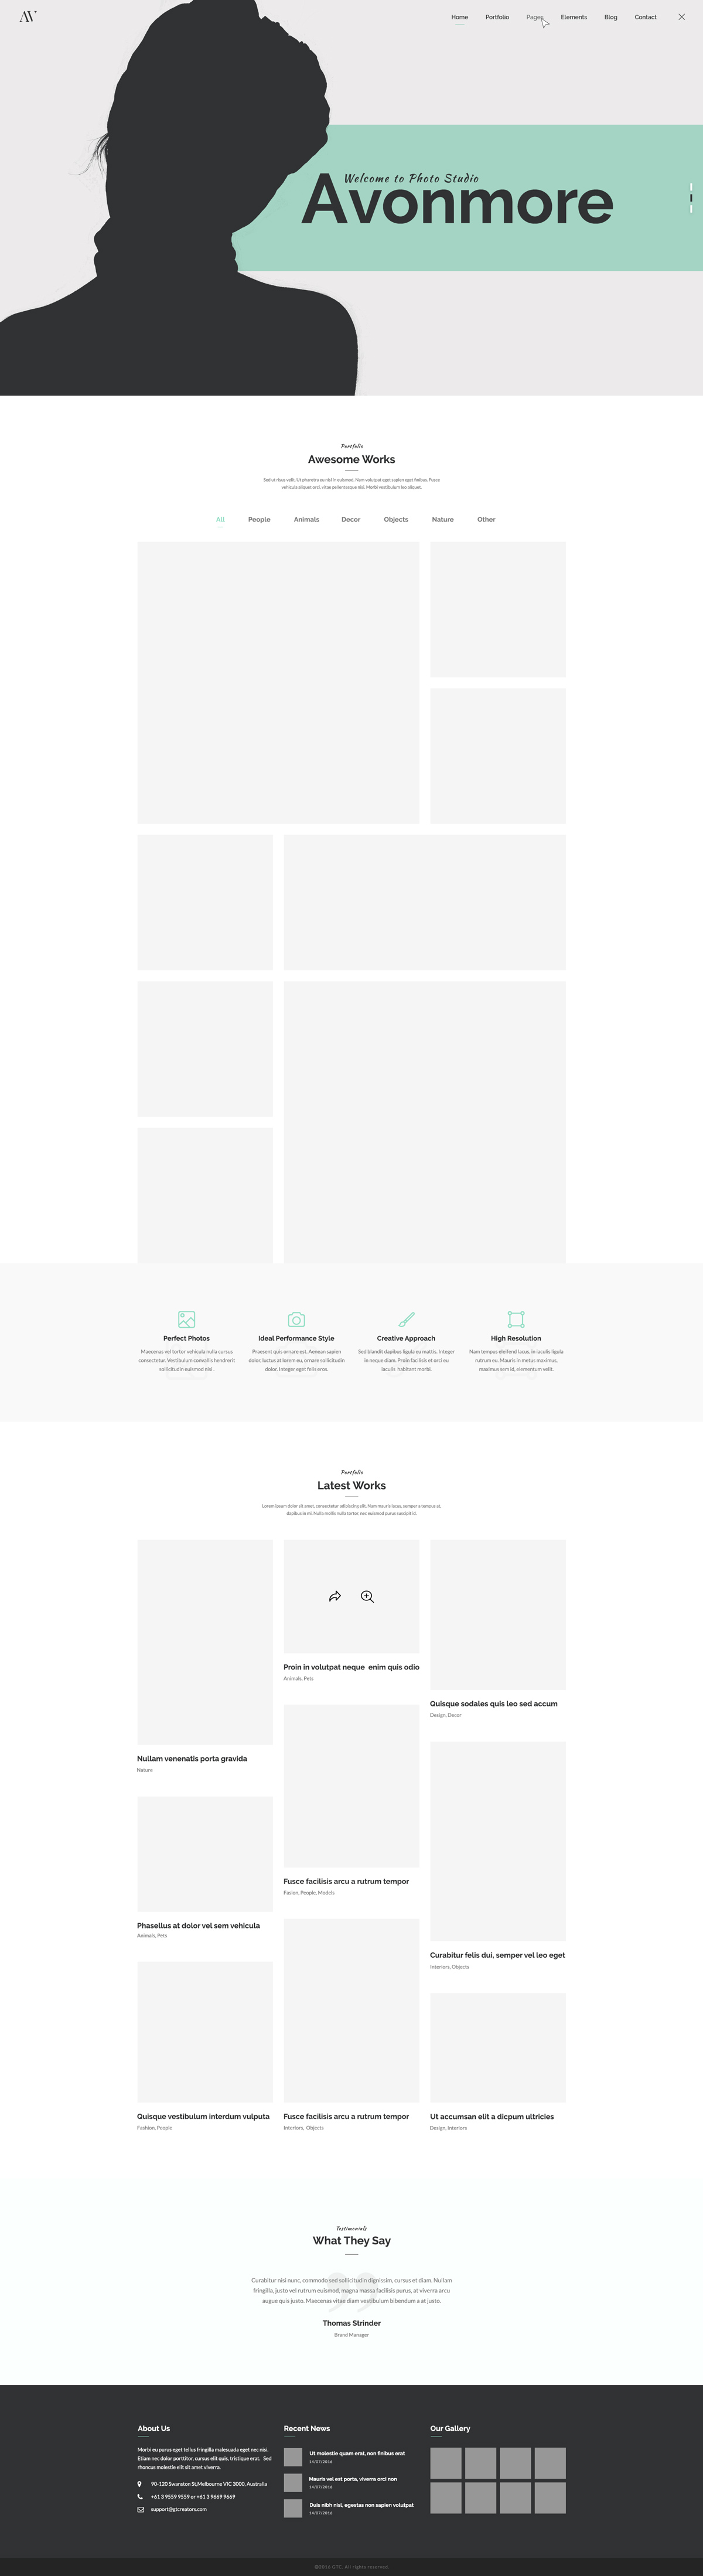 AV+
Home Portfolio Pages Elements Blog Contact
Welcome to Photo Studio
Avonmore
Portfolio
Awesome Works
Sed ut risus velit. Ut pharetra eu nisl in euismod. Nam volutpat eget sapien eget finibus. Fusce
vehicula aliquet orci, vitae pellentesque nisi. Morbi vestibulum leo aliquet.
All People Animals Decor Objects Nature Other
Perfect Photos
Maecenas vel tortor vehicula nulla cursus
consectetur. Vestibulum convallis hendrerit
sollicitudin euismod nisi.
Ideal Performance Style
Praesent quis ornare est. Aenean sapien
dolor, luctus at lorem eu, ornare sollicitudin
dolor. Integer eget felis eros.
Creative Approach
Sed blandit dapibus ligula eu mattis. Integer
in neque diam. Proin facilisis et orci eu
iaculis habitant morbi.
High Resolution
Nam tempus eleifend lacus, in iaculis ligula
rutrum eu. Mauris in metus maximus,
maximus sem id, elementum velit.
Portfolio
Latest Works
Lorem ipsum dolor sit amet, consectetur adipiscing elit. Nam mauris lacus, semper a tempus at,
dapibus in mi. Nulla mollis nulla tortor, nec euismod purus suscipit id.
Nullam venenatis porta gravida
Nature
Phasellus at dolor vel sem vehicula
Animals, Pets
Quisque vestibulum interdum vulputa
Fashion, People
Proin in volutpat neque enim quis odio
Animals, Pets
Fusce facilisis arcu a rutrum tempor
Fasion, People, Models
Fusce facilisis arcu a rutrum tempor
Interiors, Objects
Quisque sodales quis leo sed accum
Design, Decor
Curabitur felis dui, semper vel leo eget
Interiors, Objects
Ut accumsan elit a dicpum ultricies
Design, Interiors
Testimonials
What They Say
Curabitur nisi nunc, commodo sed sollicitudin dignissim, cursus et diam. Nullam
fringilla, justo vel rutrum euismod, magna massa facilisis purus, at viverra arcu
augue quis justo. Maecenas vitae diam vestibulum bibendum a at justo.
Thomas Strinder
Brand Manager
About Us
Morbi eu purus eget tellus fringilla malesuada eget nec nisi.
Etiam nec dolor porttitor, cursus elit quis, tristique erat. Sed
rhoncus molestie elit sit amet viverra.
90-120 Swanston St,Melbourne VIC 3000, Australia
+61 3 9559 9559 or +61 3 9669 9669
support@gtcreators.com
Recent News
Ut molestie quam erat, non finibus erat
14/07/2016
Mauris vel est porta, viverra orci non
14/07/2016
Duis nibh nisi, egestas non sapien volutpat
14/07/2016
Our Gallery
©2016 GTC. All rights reserved.